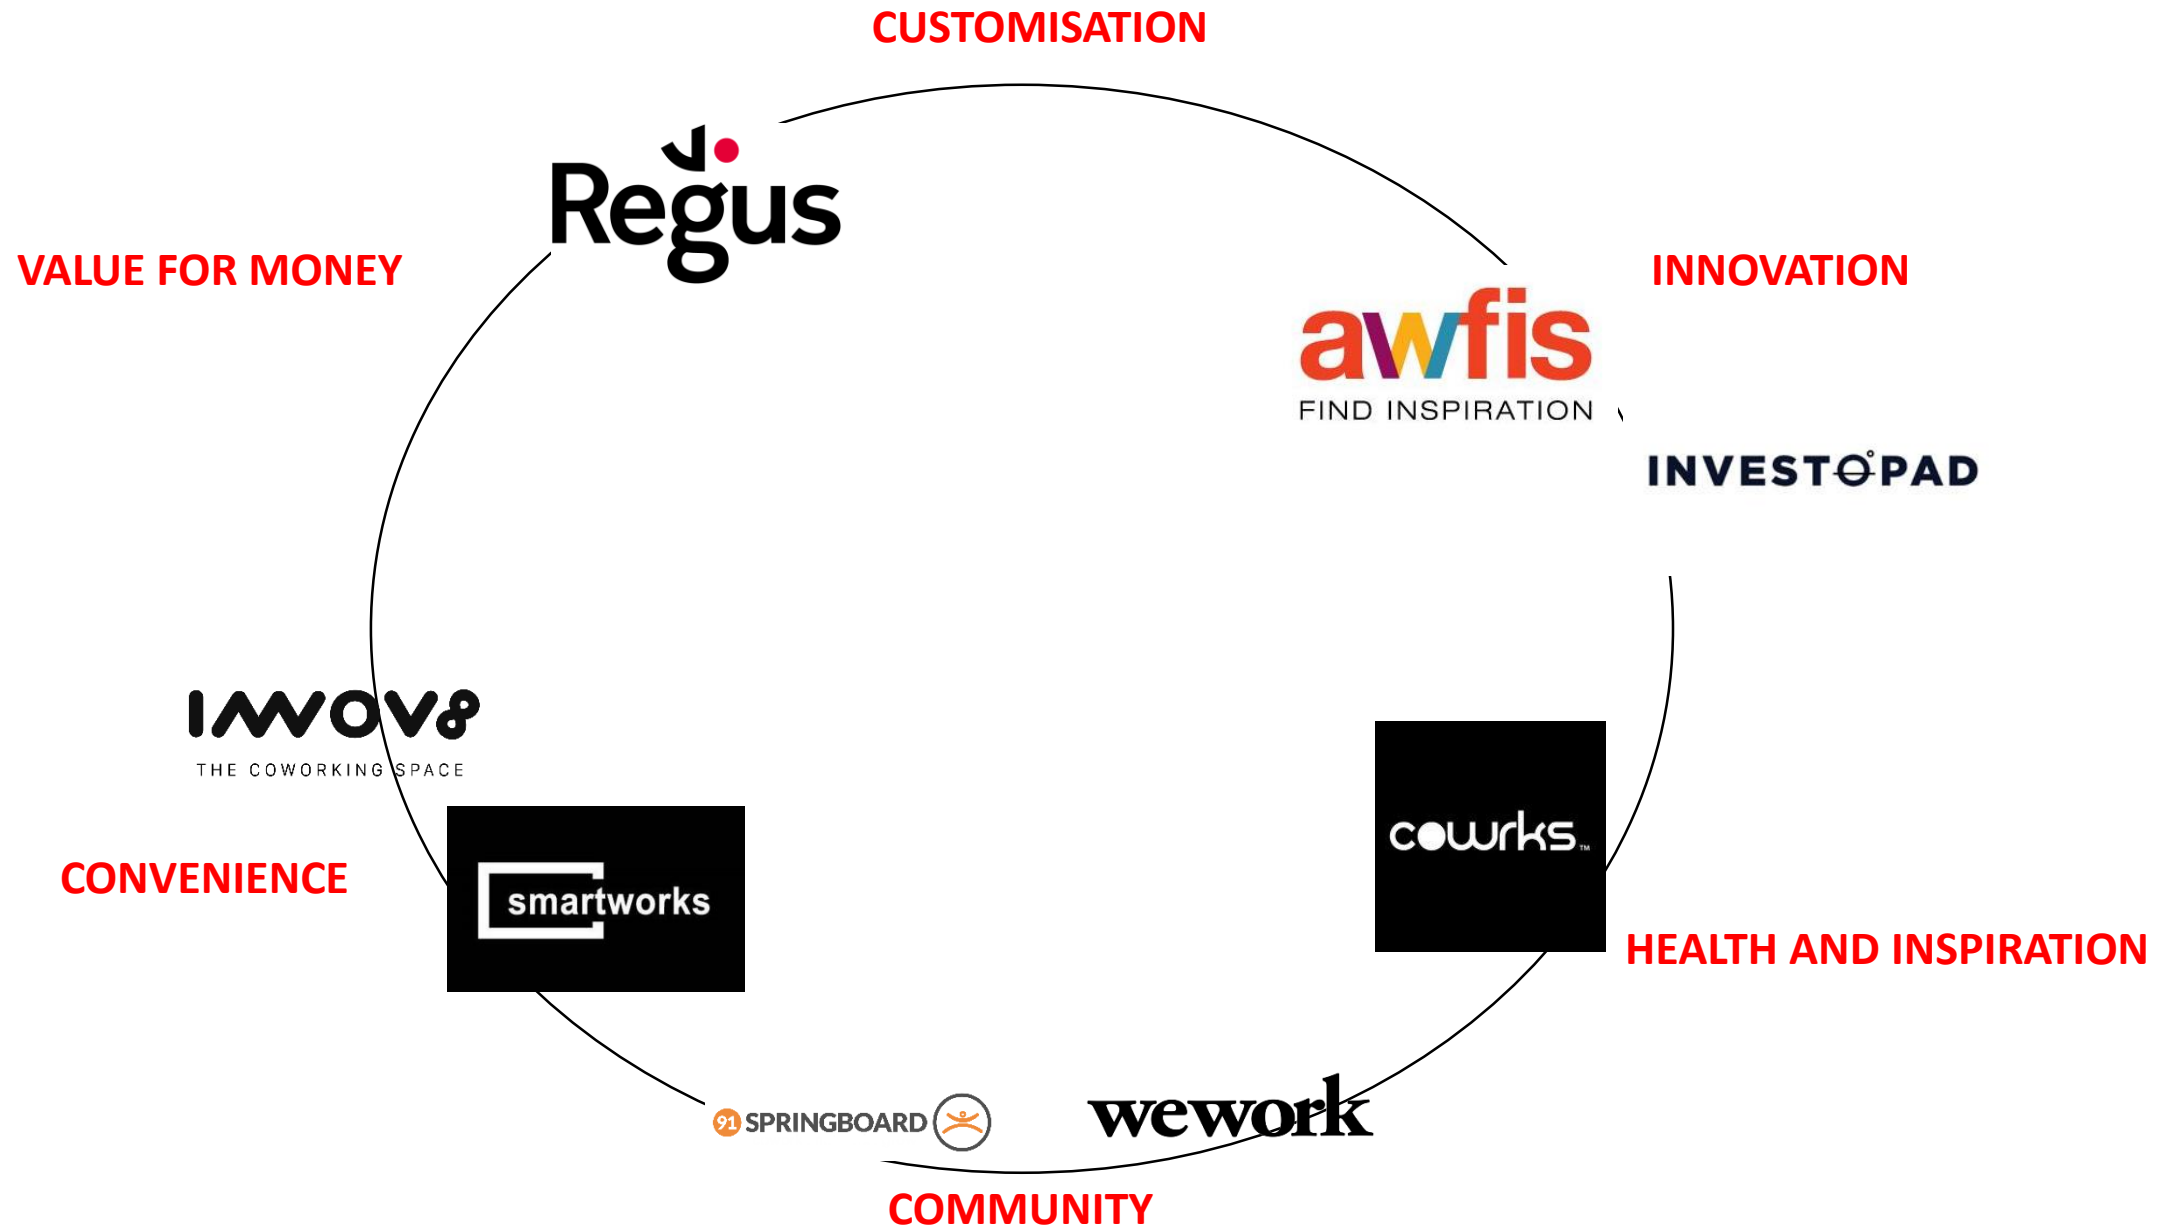 CUSTOMISATION
Regus
VALUE FOR MONEY
INNOVATION
awfis
FIND INSPIRATION
INVESTOPAD
INNOV8
THE COWORKING SPACE
cowrks™
CONVENIENCE
smartworks
HEALTH AND INSPIRATION
91 SPRINGBOARD
wework
COMMUNITY